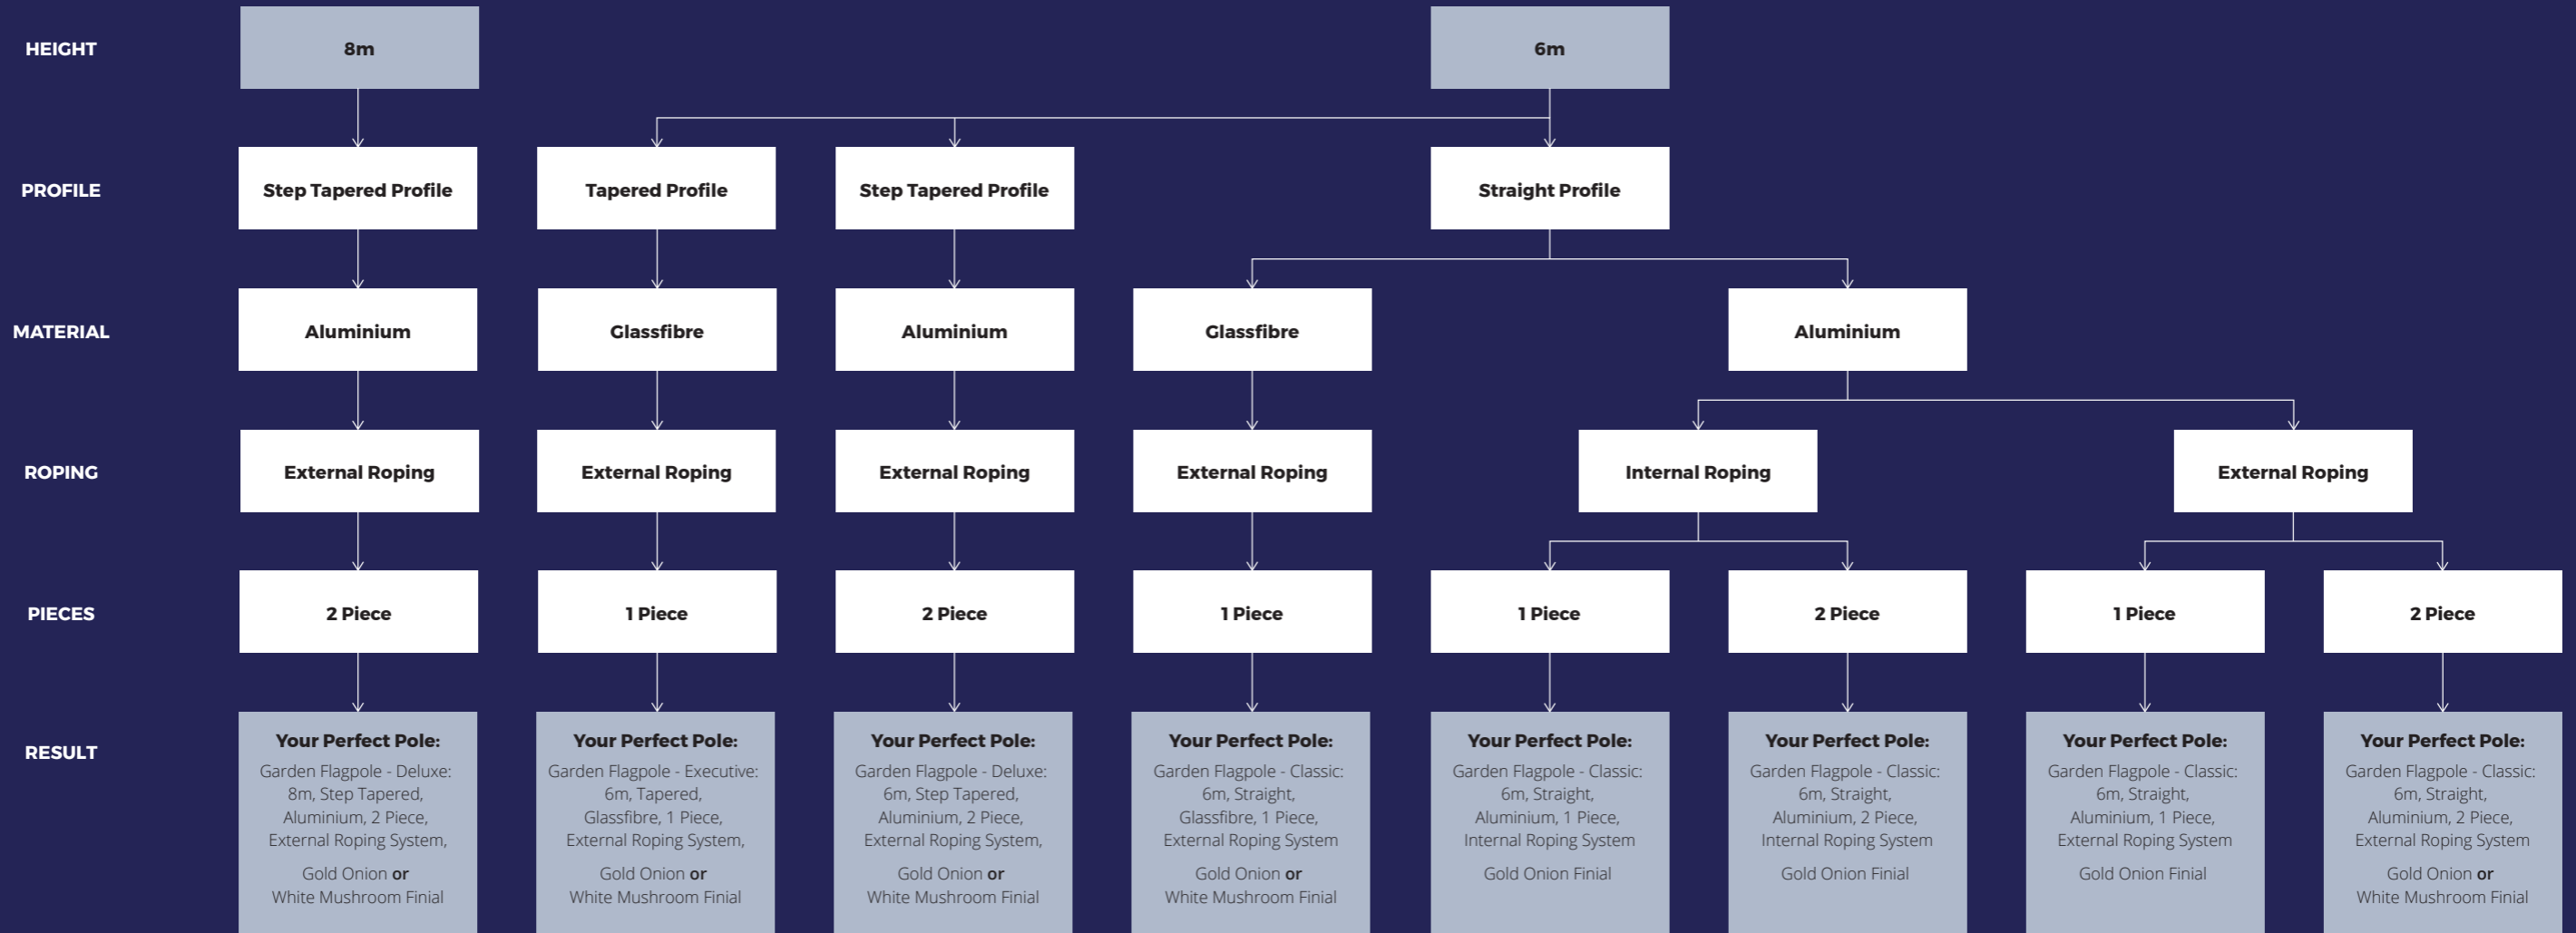 HEIGHT
8m
6m
PROFILE
Step Tapered Profile
Tapered Profile
Step Tapered Profile
Straight Profile
MATERIAL
Aluminium
Glassfibre
Aluminium
Glassfibre
Aluminium
ROPING
External Roping
External Roping
External Roping
External Roping
Internal Roping
External Roping
PIECES
2 Piece
1 Piece
2 Piece
1 Piece
1 Piece
2 Piece
1 Piece
2 Piece
RESULT
Your Perfect Pole:
Garden Flagpole - Deluxe:
8m, Step Tapered,
Aluminium, 2 Piece,
External Roping System,
Gold Onion or
White Mushroom Finial
Your Perfect Pole:
Garden Flagpole - Executive:
6m, Tapered,
Glassfibre, 1 Piece,
External Roping System,
Gold Onion or
White Mushroom Finial
Your Perfect Pole:
Garden Flagpole - Deluxe:
6m, Step Tapered,
Aluminium, 2 Piece,
External Roping System,
Gold Onion or
White Mushroom Finial
Your Perfect Pole:
Garden Flagpole - Classic:
6m, Straight,
Glassfibre, 1 Piece,
External Roping System
Gold Onion or
White Mushroom Finial
Your Perfect Pole:
Garden Flagpole - Classic:
6m, Straight,
Aluminium, 1 Piece,
Internal Roping System
Gold Onion Finial
Your Perfect Pole:
Garden Flagpole - Classic:
6m, Straight,
Aluminium, 2 Piece,
Internal Roping System
Gold Onion Finial
Your Perfect Pole:
Garden Flagpole - Classic:
6m, Straight,
Aluminium, 1 Piece,
External Roping System
Gold Onion Finial
Your Perfect Pole:
Garden Flagpole - Classic:
6m, Straight,
Aluminium, 2 Piece,
External Roping System
Gold Onion or
White Mushroom Finial